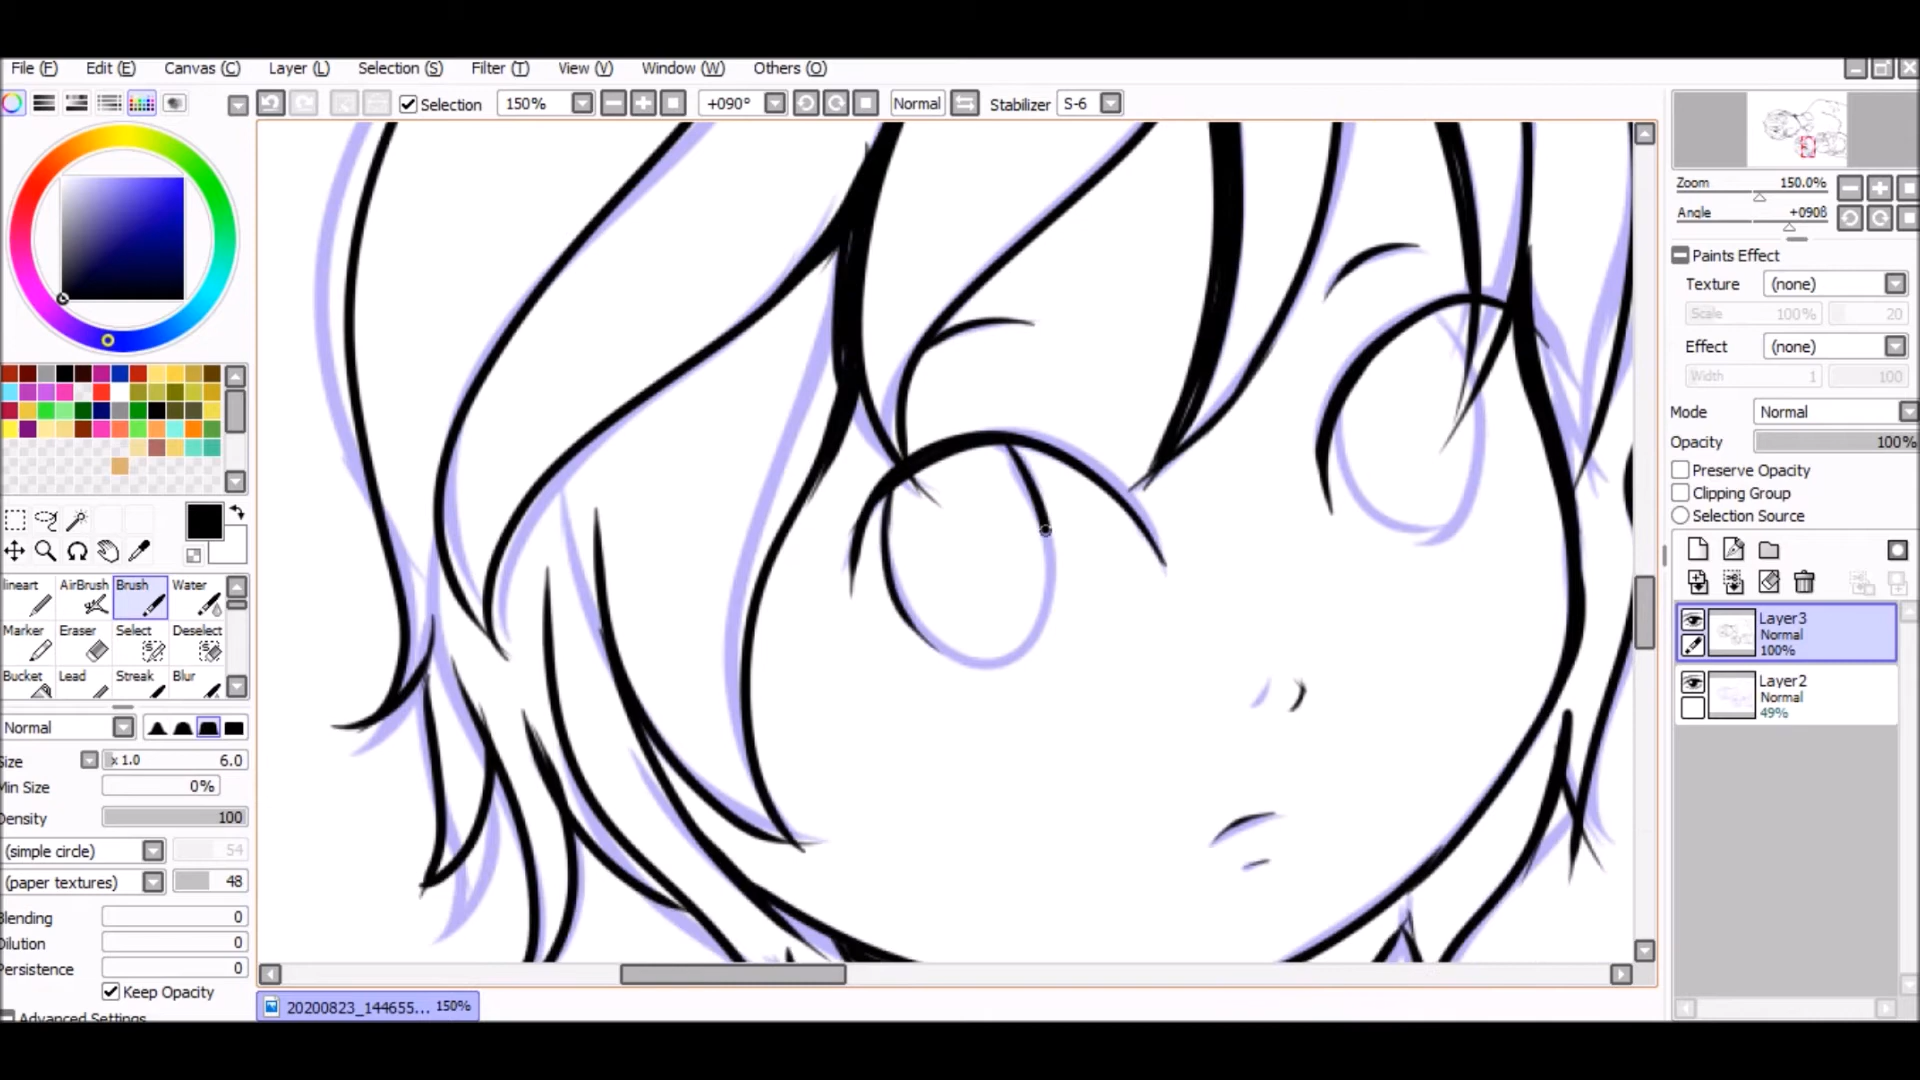 File (F) Edit (E) Canvas (C) Layer (L) Selection (S) Filter (T) View (V) Window (W) Others (O)
Selection 150% +090° Normal Stabilizer S-6
Zoom 150.0%
Angle +090
Paints Effect
Texture (none)
Scale 100% 20
Effect (none)
Width 1 100
Mode Normal
Opacity 100%
Preserve Opacity
Clipping Group
Selection Source
Layer3
Normal
100%
Layer2
Normal
49%
lineart AirBrush Brush Water
Marker Eraser Select Deselect
Bucket Lead Streak Blur
Normal
Size x 1.0 6.0
Min Size 0%
Density 100
(simple circle) 54
(paper textures) 48
Blending 0
Dilution 0
Persistence 0
Keep Opacity
Advanced Settings
20200823_144655... 150%